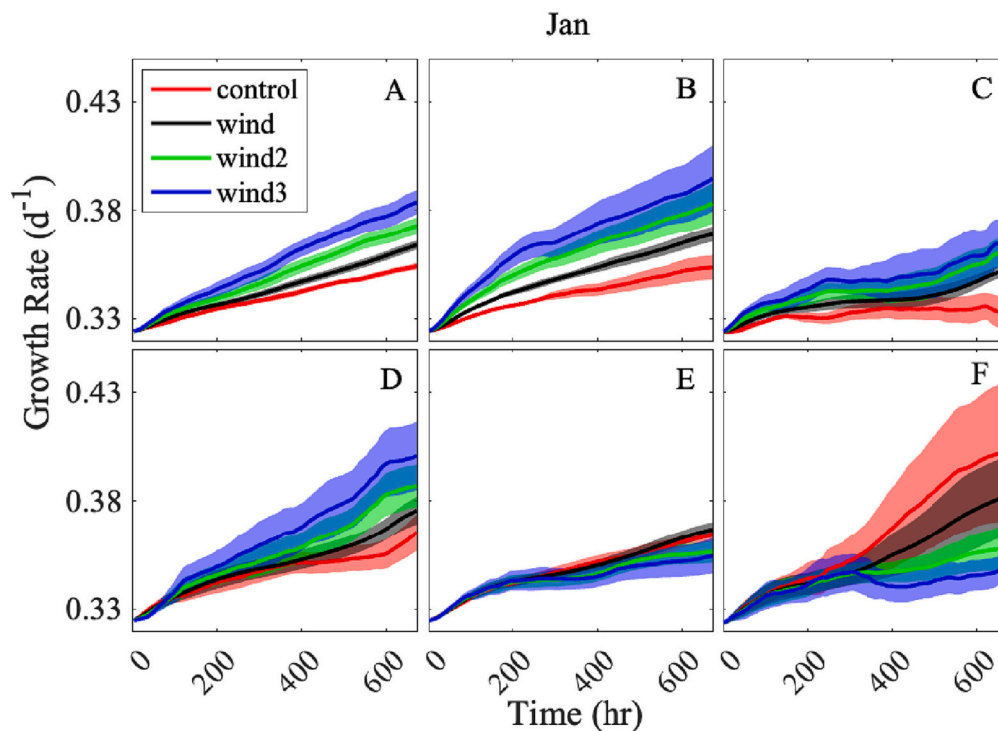 Jan
Growth Rate (d⁻¹)
0.43
0.38
0.33
control
wind
wind2
wind3
A
B
C
0.43
0.38
0.33
D
E
F
0
200
400
600
0
200
400
600
0
200
400
600
Time (hr)